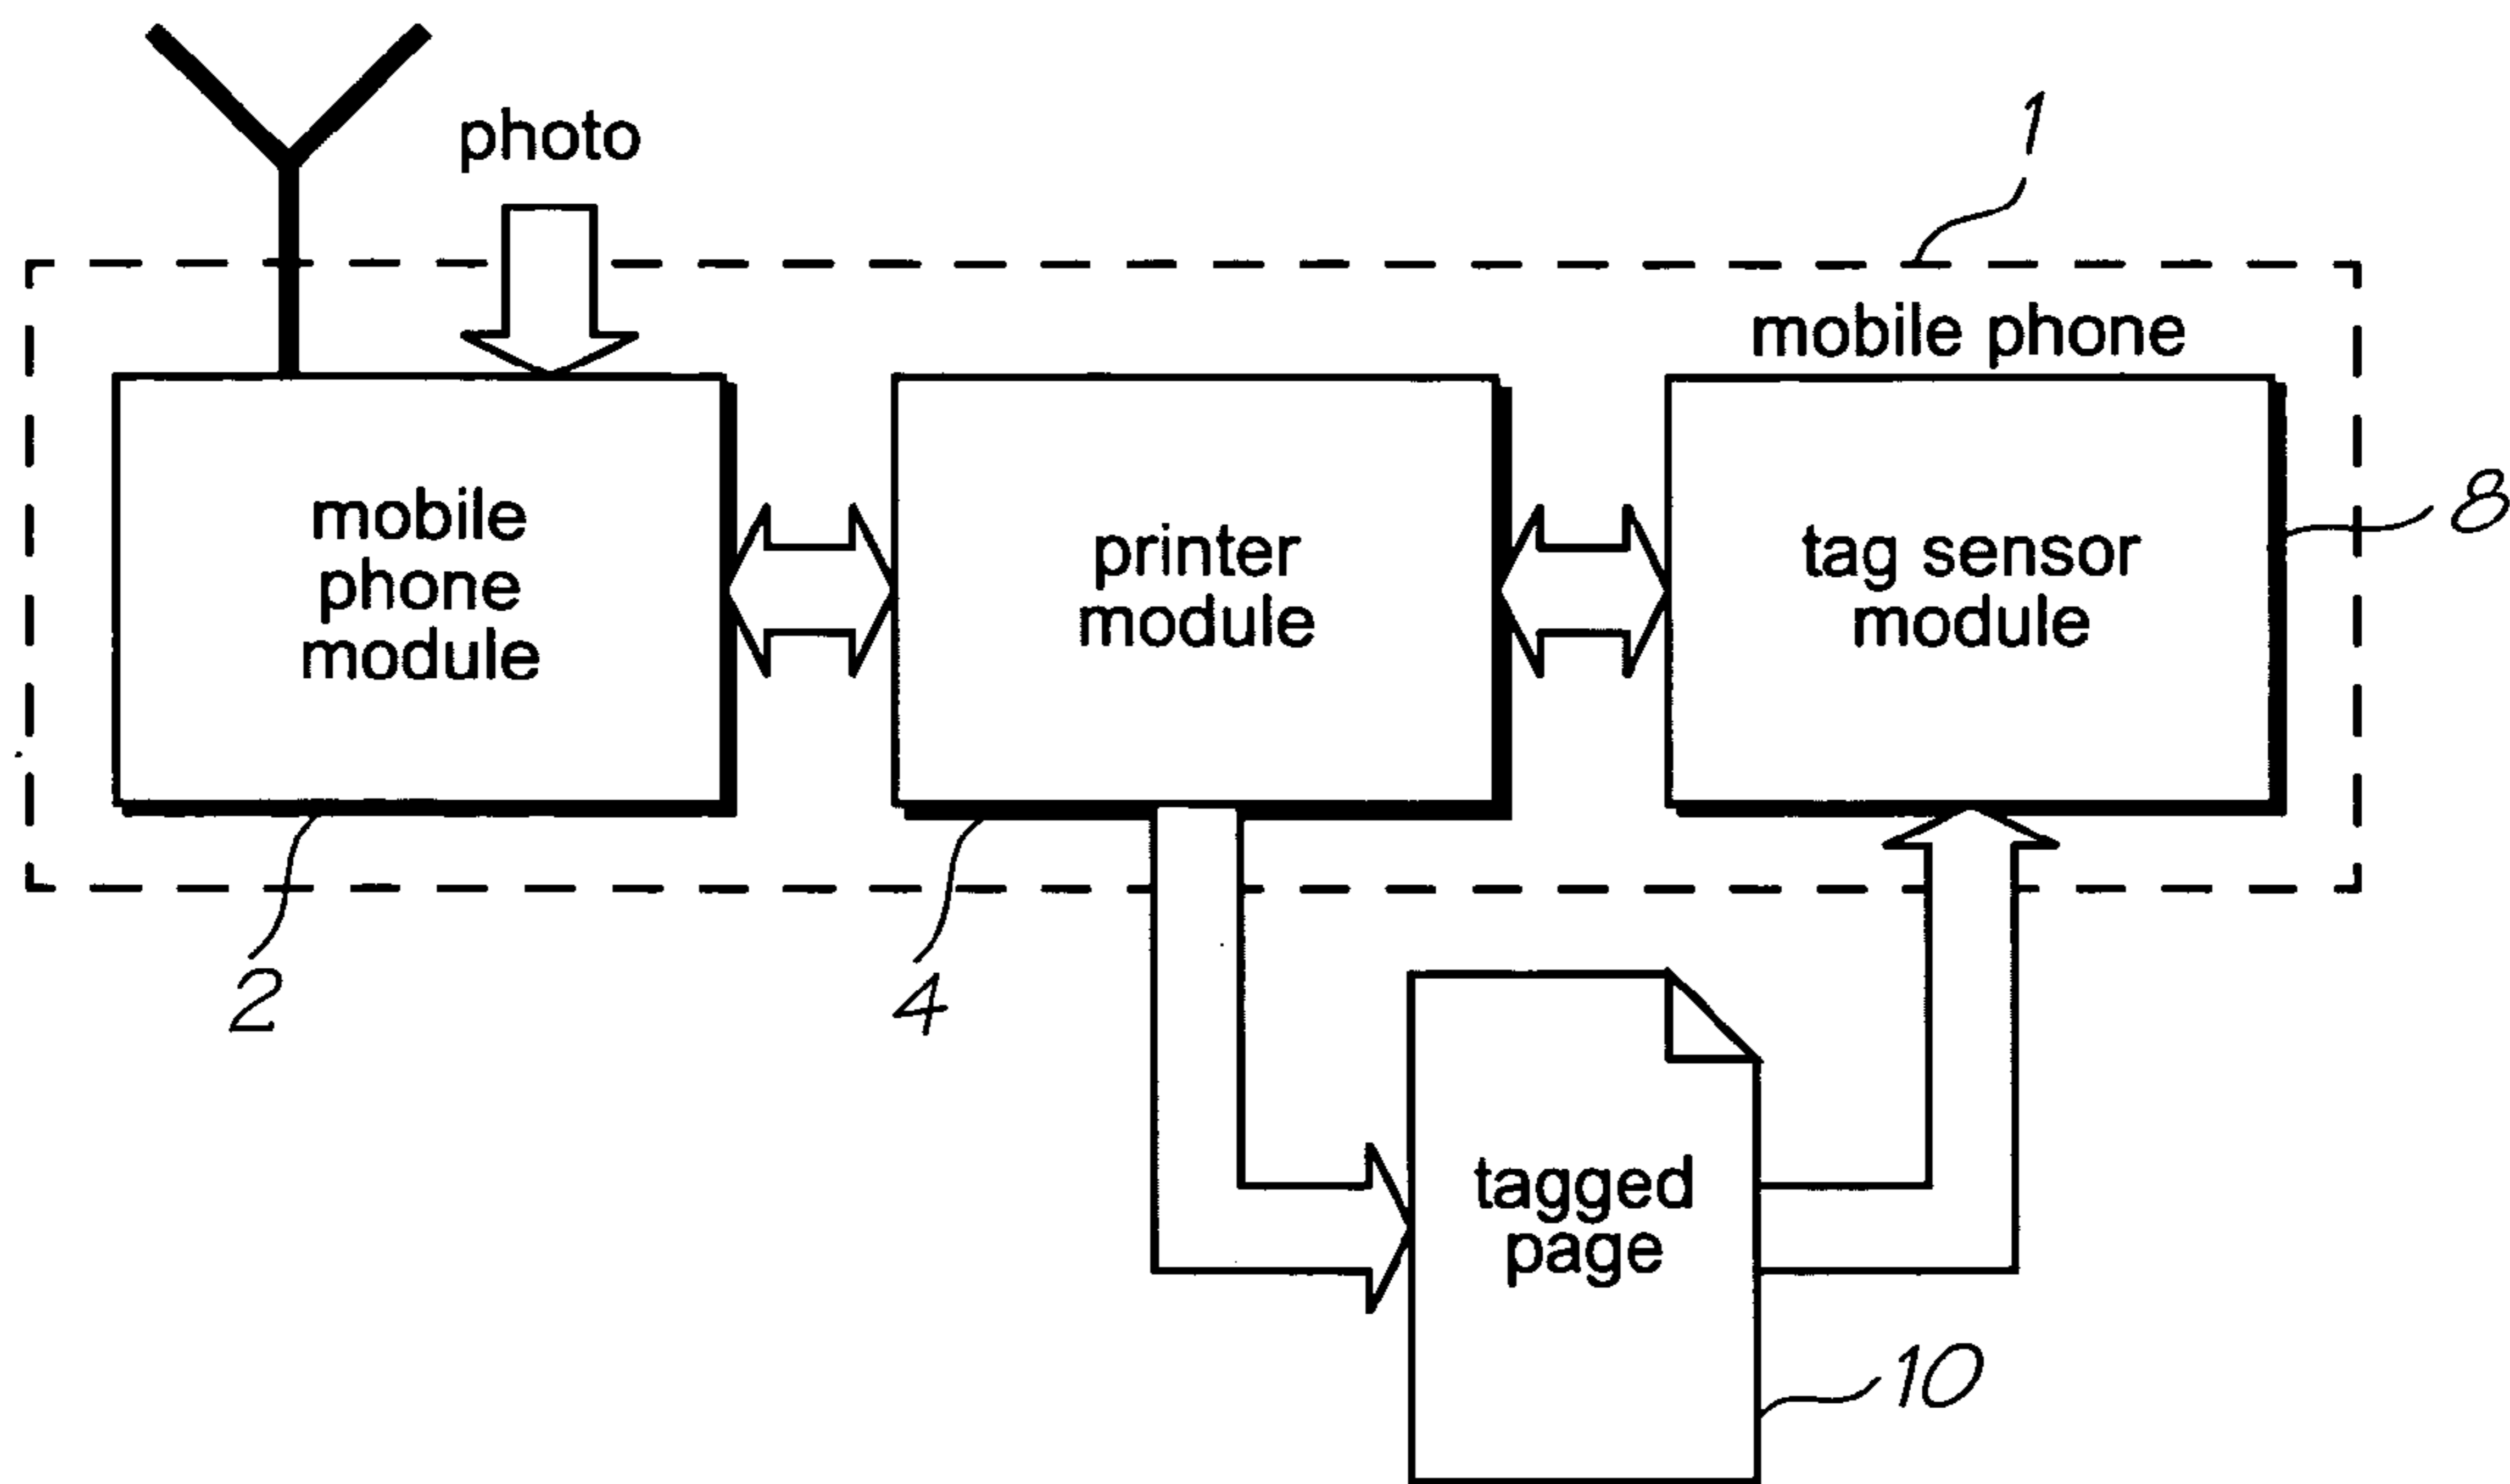 photo
1
mobile phone
mobile
phone
module
printer
module
tag sensor
module
8
2
4
tagged
page
10